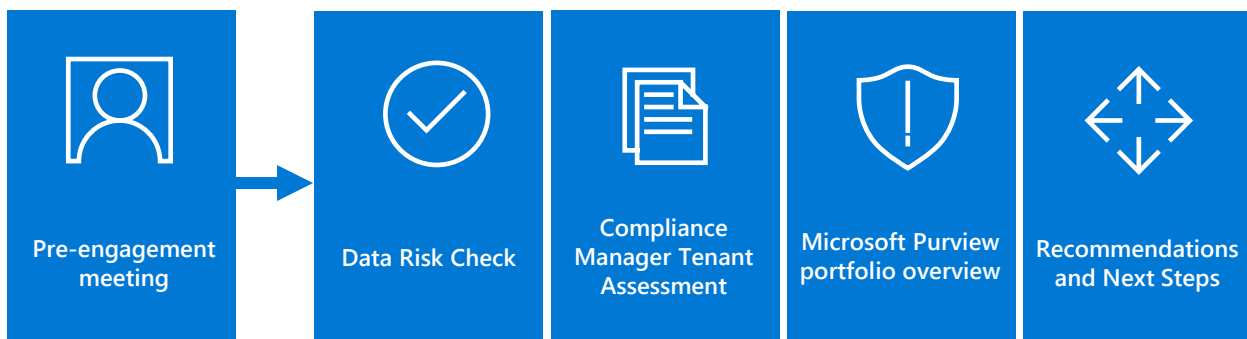 Pre-engagement
meeting
Data Risk Check
Compliance
Manager Tenant
Assessment
Microsoft Purview
portfolio overview
Recommendations
and Next Steps